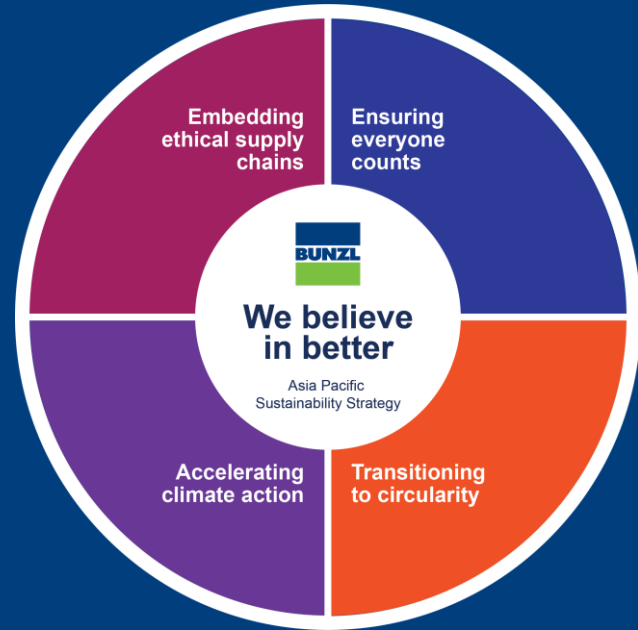 Embedding
ethical supply
chains
Ensuring
everyone
counts
BUNZL
We believe
in better
Asia Pacific
Sustainability Strategy
Accelerating
climate action
Transitioning
to circularity